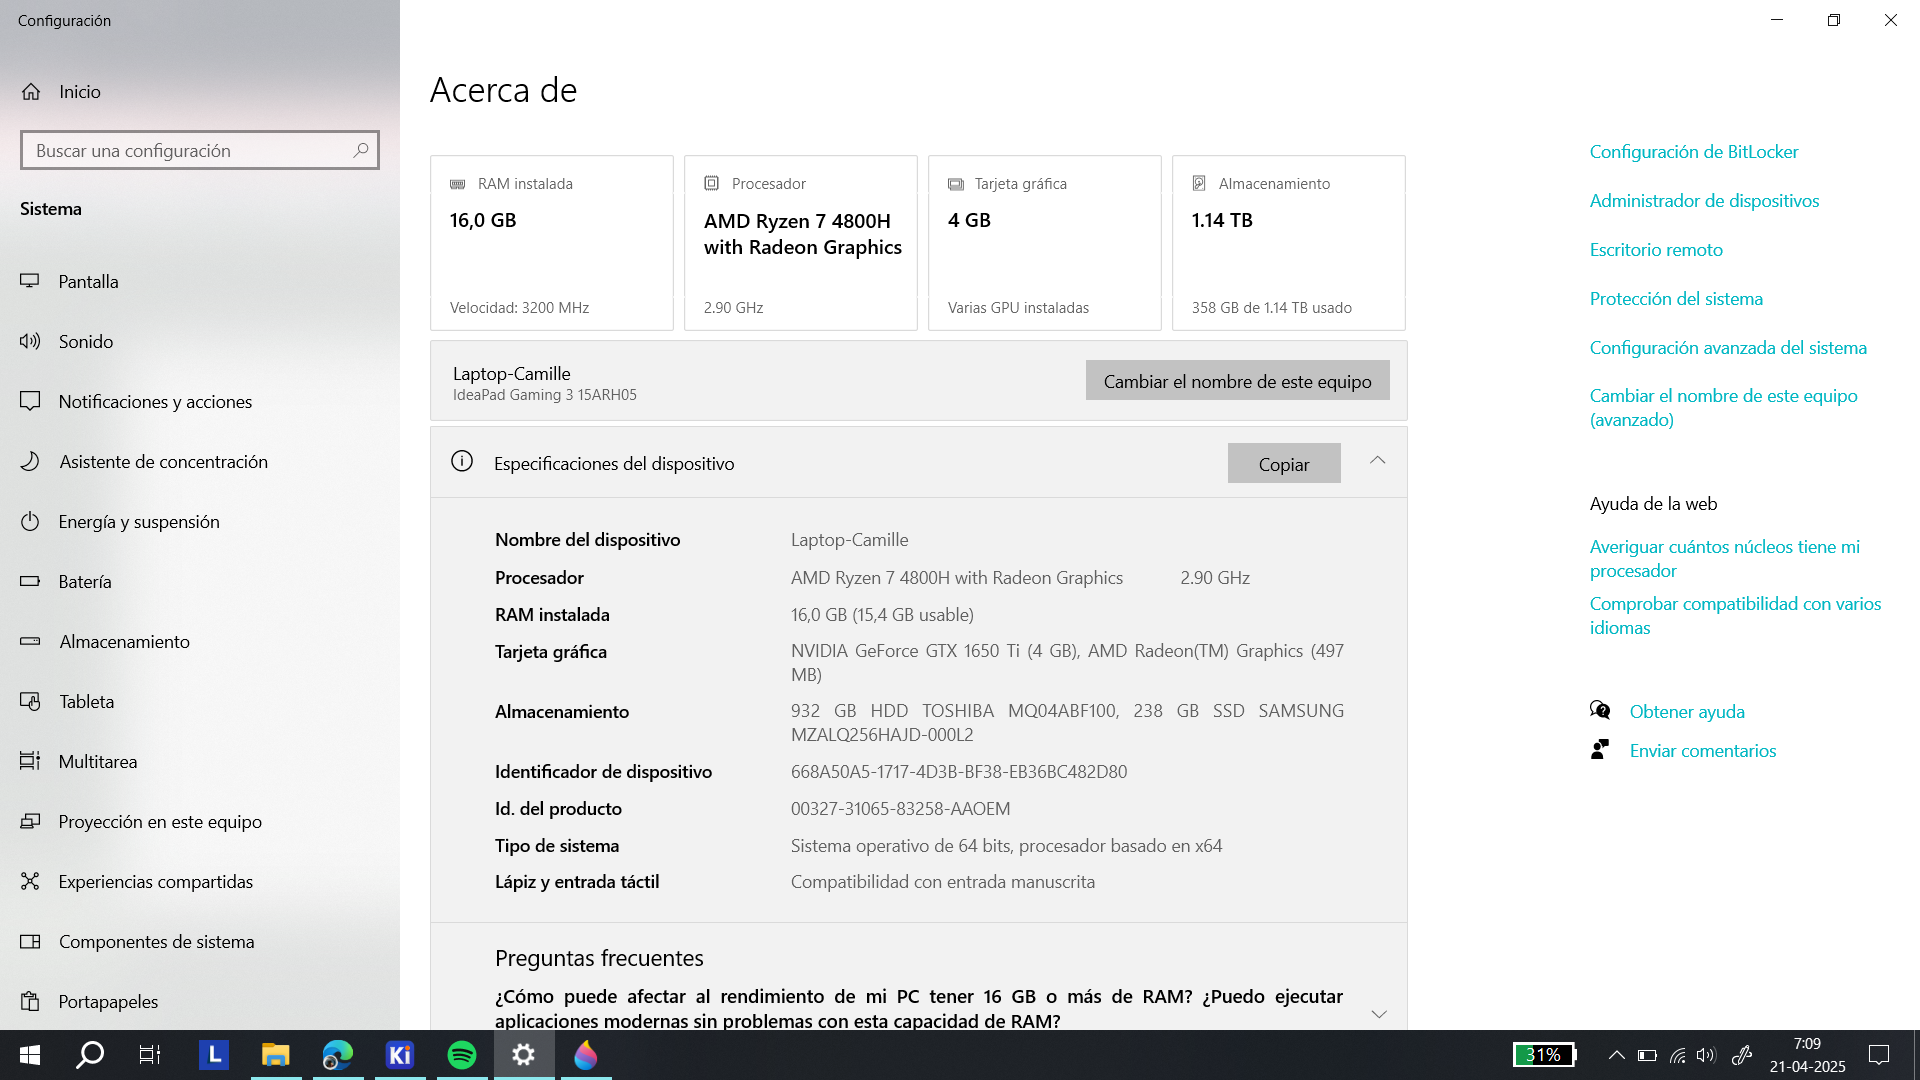 Configuración
Inicio
Buscar una configuración
Sistema
Pantalla
Sonido
Notificaciones y acciones
Asistente de concentración
Energía y suspensión
Batería
Almacenamiento
Tableta
Multitarea
Proyección en este equipo
Experiencias compartidas
Componentes de sistema
Portapapeles
Acerca de
RAM instalada
16,0 GB
Velocidad: 3200 MHz
Procesador
AMD Ryzen 7 4800H
with Radeon Graphics
2.90 GHz
Tarjeta gráfica
4 GB
Varias GPU instaladas
Almacenamiento
1.14 TB
358 GB de 1.14 TB usado
Laptop-Camille
IdeaPad Gaming 3 15ARH05
Cambiar el nombre de este equipo
Especificaciones del dispositivo
Copiar
Nombre del dispositivo Laptop-Camille
Procesador AMD Ryzen 7 4800H with Radeon Graphics 2.90 GHz
RAM instalada 16,0 GB (15,4 GB usable)
Tarjeta gráfica NVIDIA GeForce GTX 1650 Ti (4 GB), AMD Radeon(TM) Graphics (497
MB)
Almacenamiento 932 GB HDD TOSHIBA MQ04ABF100, 238 GB SSD SAMSUNG
MZALQ256HAJD-000L2
Identificador de dispositivo 668A50A5-1717-4D3B-BF38-EB36BC482D80
Id. del producto 00327-31065-83258-AAOEM
Tipo de sistema Sistema operativo de 64 bits, procesador basado en x64
Lápiz y entrada táctil Compatibilidad con entrada manuscrita
Preguntas frecuentes
¿Cómo puede afectar al rendimiento de mi PC tener 16 GB o más de RAM? ¿Puedo ejecutar
aplicaciones modernas sin problemas con esta capacidad de RAM?
Configuración de BitLocker
Administrador de dispositivos
Escritorio remoto
Protección del sistema
Configuración avanzada del sistema
Cambiar el nombre de este equipo
(avanzado)
Ayuda de la web
Averiguar cuántos núcleos tiene mi
procesador
Comprobar compatibilidad con varios
idiomas
Obtener ayuda
Enviar comentarios
L
Ki
31%
7:09
21-04-2025